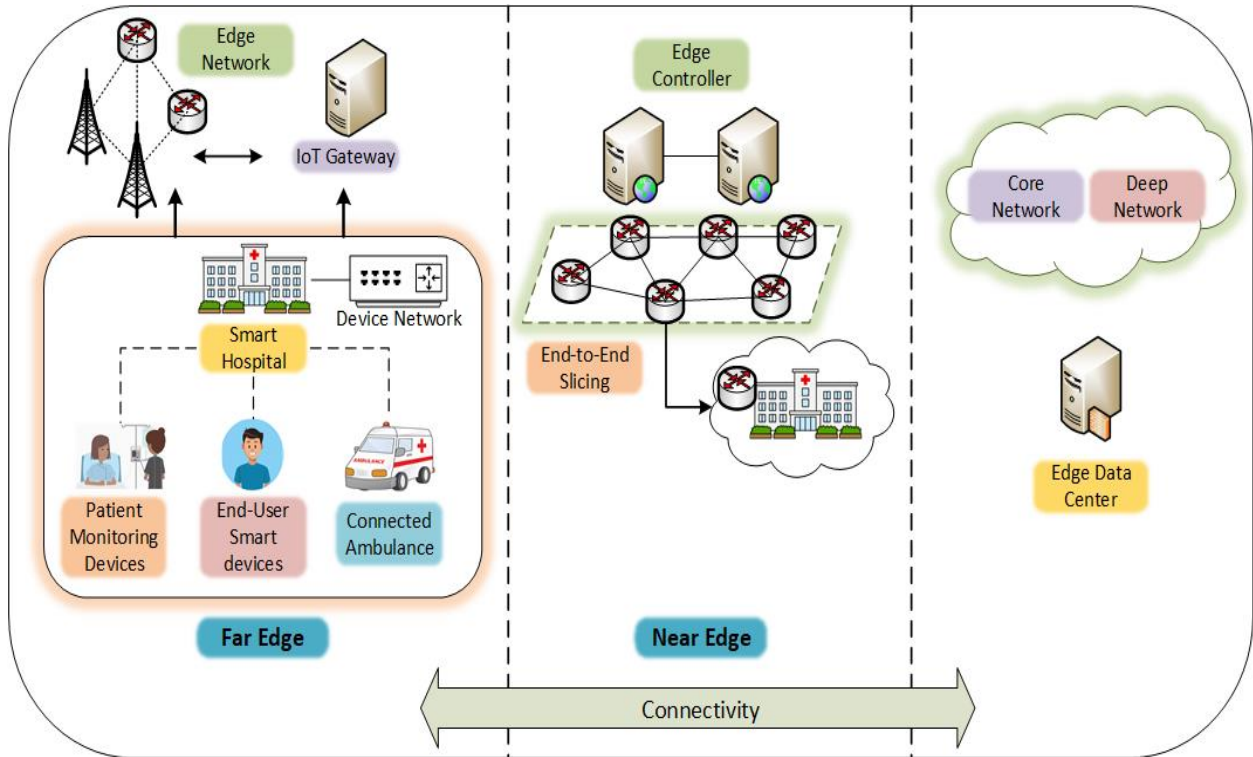 Edge
Network
IoT Gateway
Device Network
Smart
Hospital
AMBULANCE
Patient
Monitoring
Devices
End-User
Smart
devices
Connected
Ambulance
Far Edge
Edge
Controller
End-to-End
Slicing
Near Edge
Core
Network
Deep
Network
Edge Data
Center
Connectivity